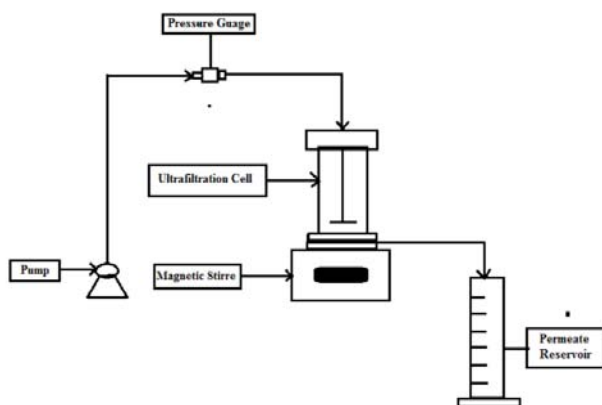 Pressure Guage
Ultrafiltration Cell
Pump
Magnetic Stirre
Permeate
Reservoir